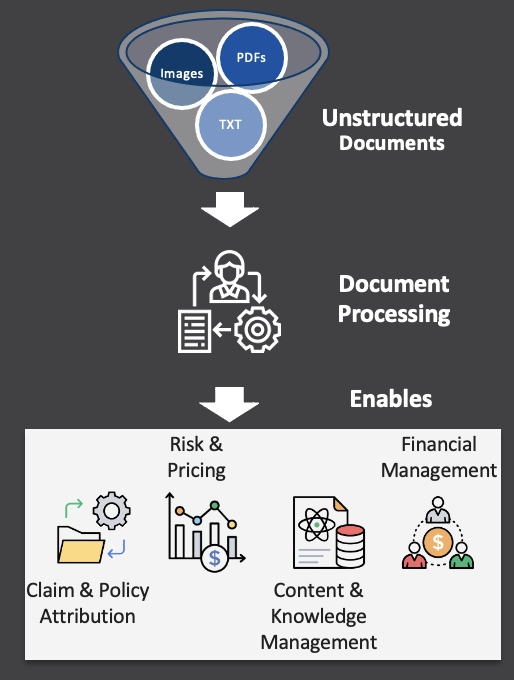 Images
PDFs
TXT
Unstructured
Documents
Document
Processing
Enables
Risk &
Pricing
Financial
Management
$
$
Claim & Policy
Attribution
Content &
Knowledge
Management